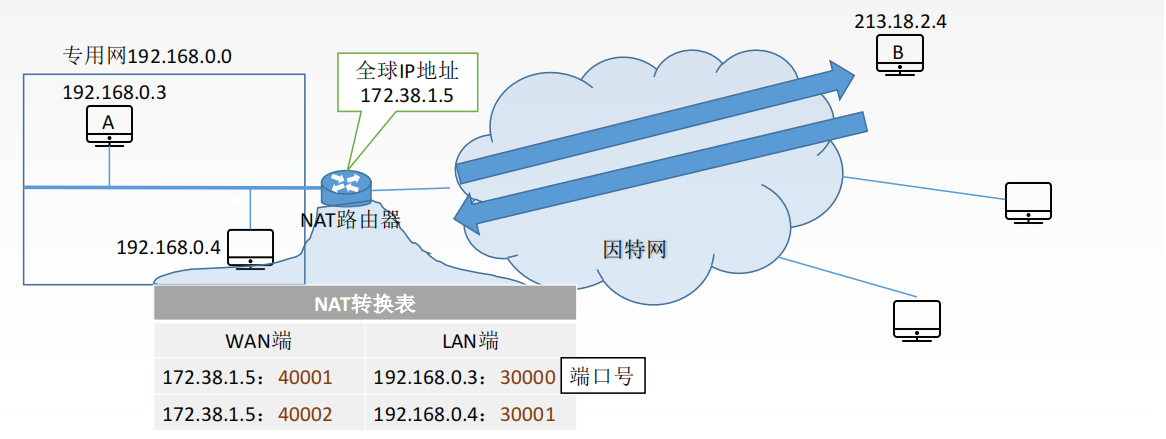 213.18.2.4
B
专用网192.168.0.0
全球IP地址
172.38.1.5
192.168.0.3
A
NAT路由器
192.168.0.4
因特网
NAT转换表
WAN端 LAN端
172.38.1.5：40001 192.168.0.3：30000 端口号
172.38.1.5：40002 192.168.0.4：30001